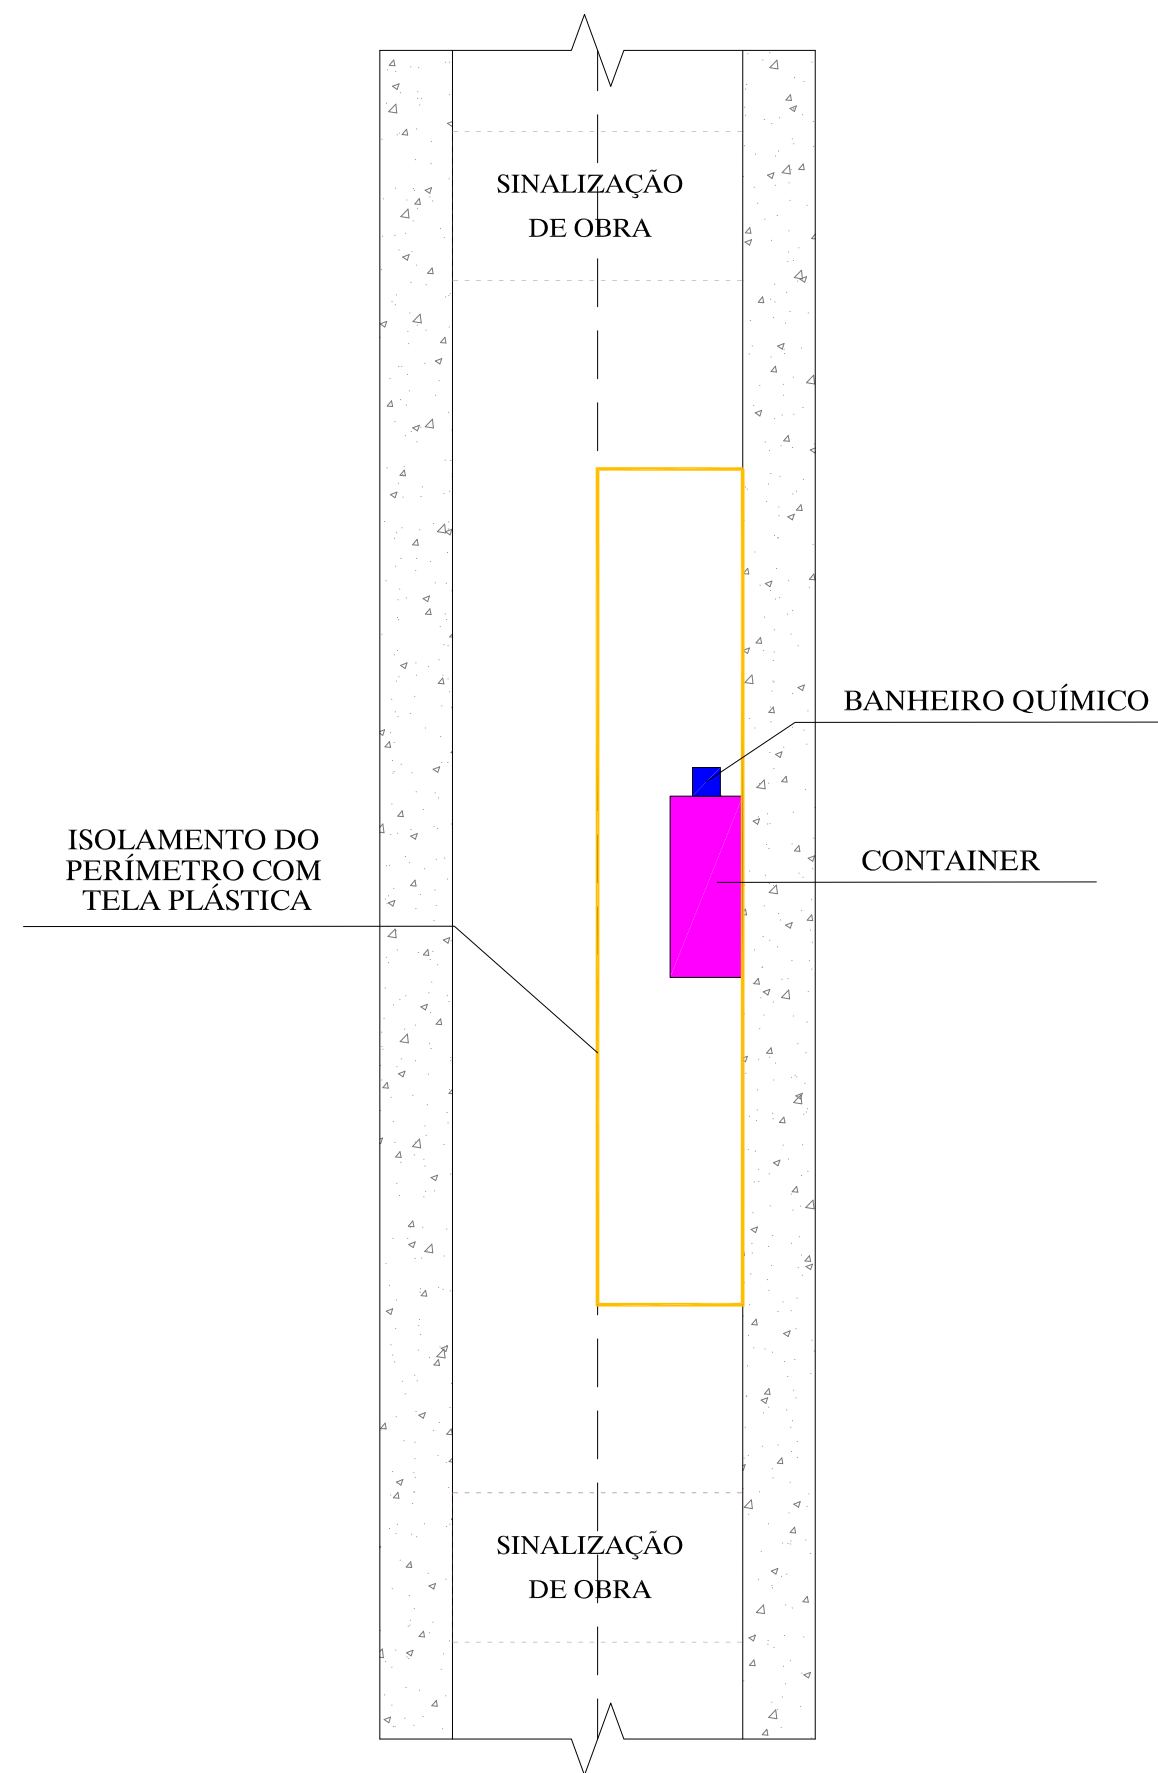 SINALIZAÇÃO
DE OBRA
BANHEIRO QUÍMICO
ISOLAMENTO DO
PERÍMETRO COM
TELA PLÁSTICA
CONTAINER
SINALIZAÇÃO
DE OBRA